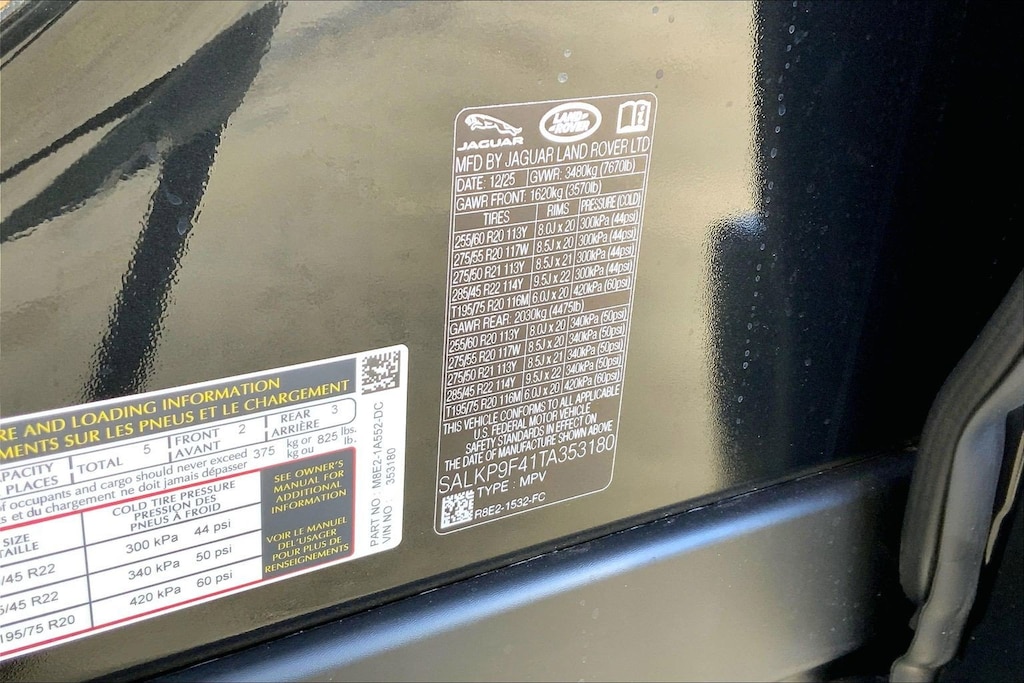 JAGUAR
LAND-
-ROVER
MFD BY JAGUAR LAND ROVER LTD
DATE: 12/25 GVWR: 3480kg (7670lb)
GAWR FRONT: 1620kg (3570lb)
TIRES RIMS PRESSURE (COLD)
255/60 R20 113Y 8.0J x 20 300kPa (44psi)
275/55 R20 117W 8.5J x 20 300kPa (44psi)
275/50 R21 113Y 8.5J x 21 300kPa (44psi)
285/45 R22 114Y 9.5J x 22 300kPa (44psi)
T195/75 R20 116M 6.0J x 20 420kPa (60psi)
GAWR REAR: 2030kg (4475lb)
255/60 R20 113Y 8.0J x 20 340kPa (50psi)
275/55 R20 117W 8.5J x 20 340kPa (50psi)
275/50 R21 113Y 8.5J x 21 340kPa (50psi)
285/45 R22 114Y 9.5J x 22 340kPa (50psi)
T195/75 R20 116M 6.0J x 20 420kPa (60psi)
THIS VEHICLE CONFORMS TO ALL APPLICABLE
U.S. FEDERAL MOTOR VEHICLE
SAFETY STANDARDS IN EFFECT ON
THE DATE OF MANUFACTURE SHOWN ABOVE
SALKP9F41TA353180
TYPE : MPV
R8E2-1532-FC
RE AND LOADING INFORMATION
MENTS SUR LES PNEUS ET LE CHARGEMENT
PACITY TOTAL 5 FRONT 2 REAR 3
PLACES AVANT ARRIÈRE
of occupants and cargo should never exceed 375 kg or 825 lbs.
ts et du chargement ne doit jamais dépasser kg ou lb.
SIZE COLD TIRE PRESSURE
TAILLE PRESSION DES
PNEUS À FROID
/45 R22 300 kPa 44 psi
5/45 R22 340 kPa 50 psi
195/75 R20 420 kPa 60 psi
SEE OWNER'S
MANUAL FOR
ADDITIONAL
INFORMATION
VOIR LE MANUEL
DEL'USAGER
POUR PLUS DE
RENSEIGNEMENTS
PART NO : M8E2-1A552-DC
VIN NO : 353180